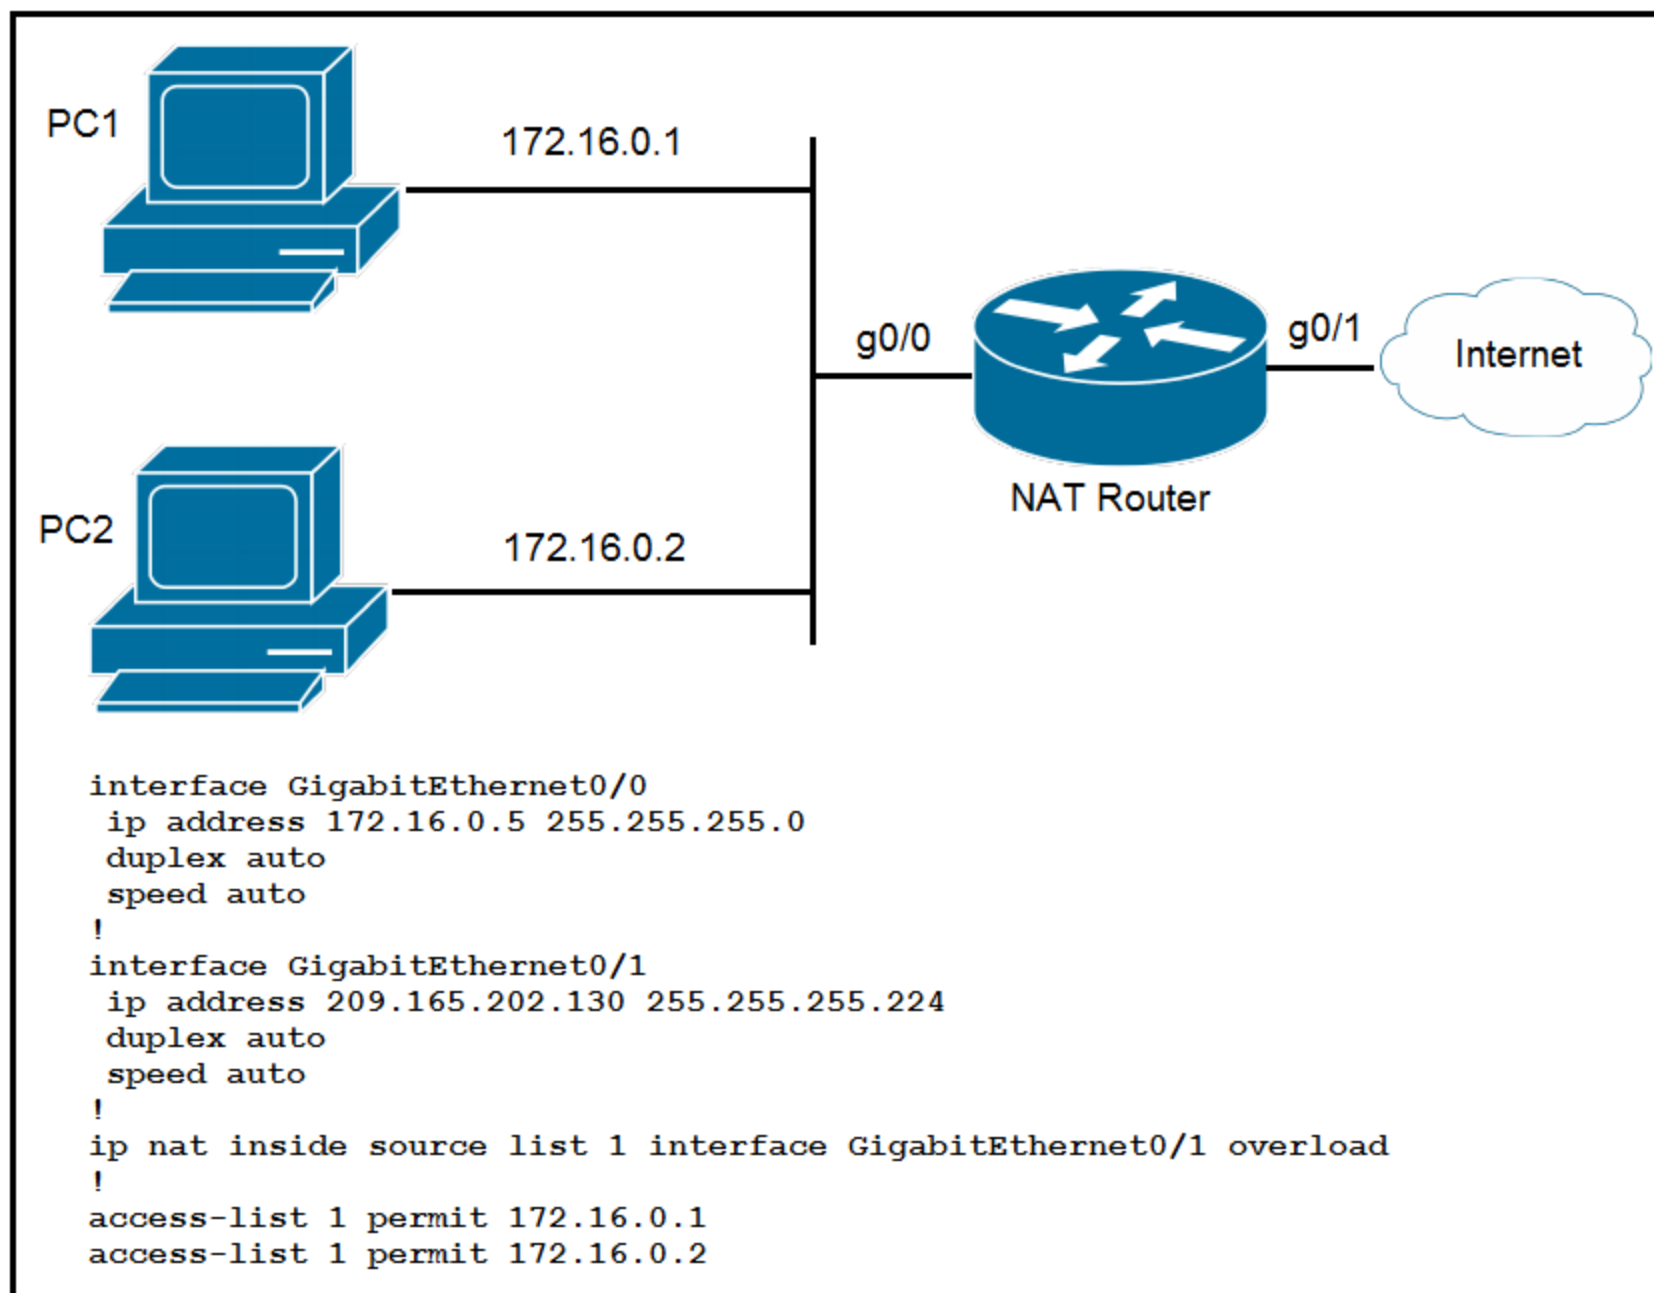 PC1
172.16.0.1
g0/0
g0/1
Internet
NAT Router
PC2
172.16.0.2
interface GigabitEthernet0/0
 ip address 172.16.0.5 255.255.255.0
 duplex auto
 speed auto
!
interface GigabitEthernet0/1
 ip address 209.165.202.130 255.255.255.224
 duplex auto
 speed auto
!
ip nat inside source list 1 interface GigabitEthernet0/1 overload
!
access-list 1 permit 172.16.0.1
access-list 1 permit 172.16.0.2